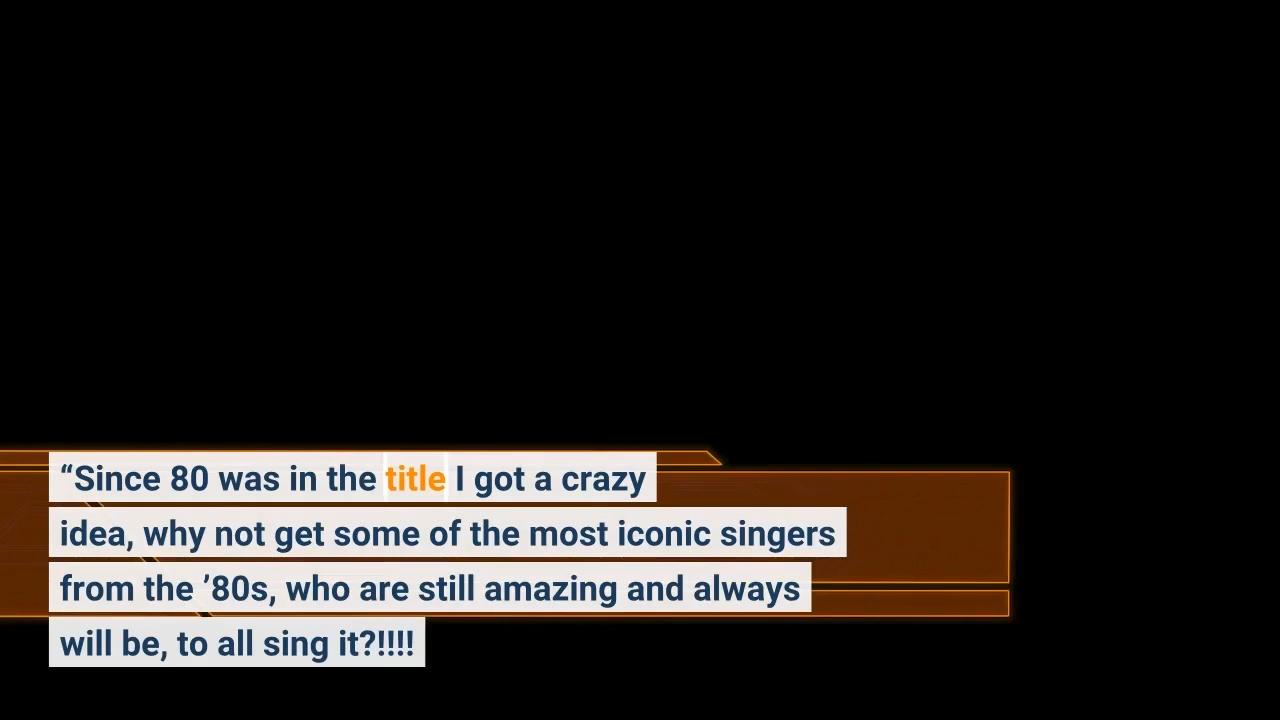 “Since 80 was in the title I got a crazy
idea, why not get some of the most iconic singers
from the ’80s, who are still amazing and always
will be, to all sing it?!!!!